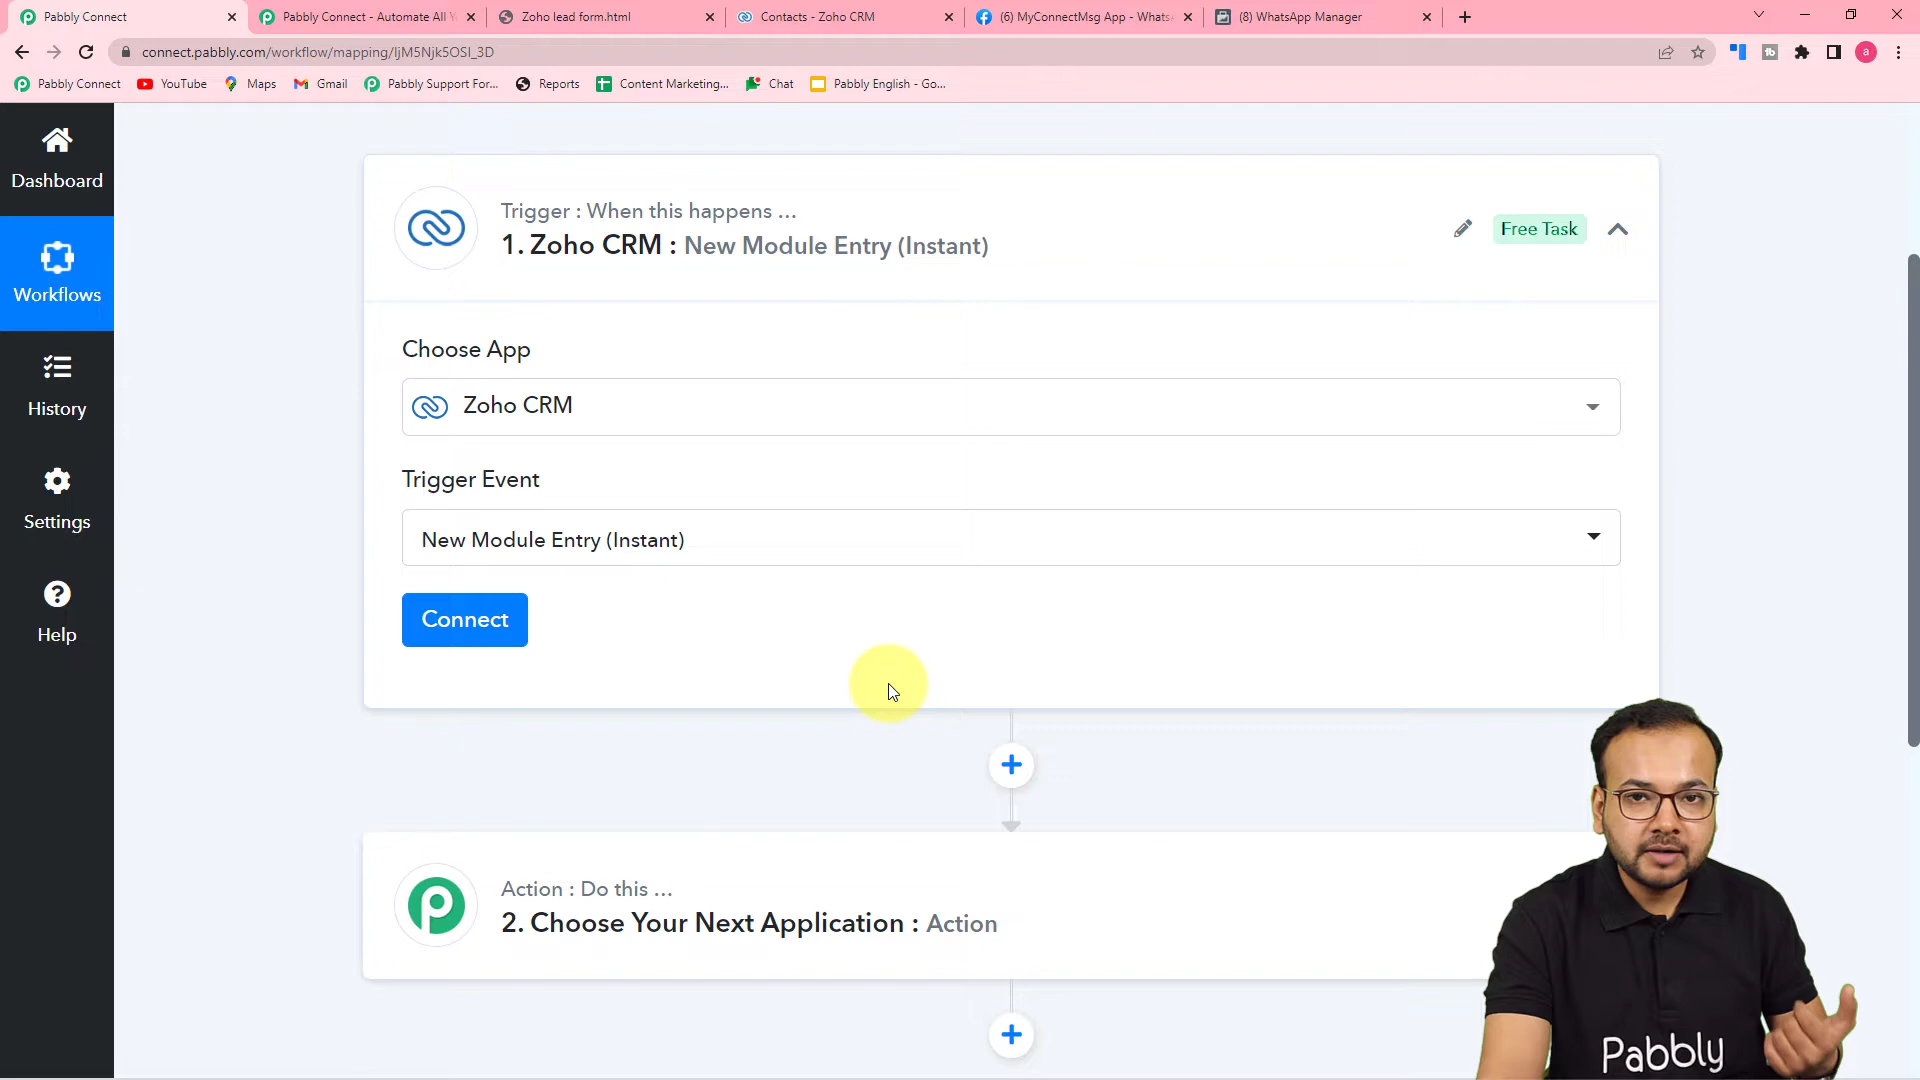 Pabbly Connect
Pabbly Connect - Automate All Y
Zoho lead form.html
Contacts - Zoho CRM
(6) MyConnectMsg App - Whats
(8) WhatsApp Manager
connect.pabbly.com/workflow/mapping/IjM5Njk5OSI_3D
a
Pabbly Connect
YouTube
Maps
Gmail
Pabbly Support For...
Reports
Content Marketing...
Chat
Pabbly English - Go...
Dashboard
Workflows
History
Settings
Help
Trigger : When this happens ...
1. Zoho CRM : New Module Entry (Instant)
Free Task
Choose App
Zoho CRM
Trigger Event
New Module Entry (Instant)
Connect
Action : Do this ...
2. Choose Your Next Application : Action
Pabbly